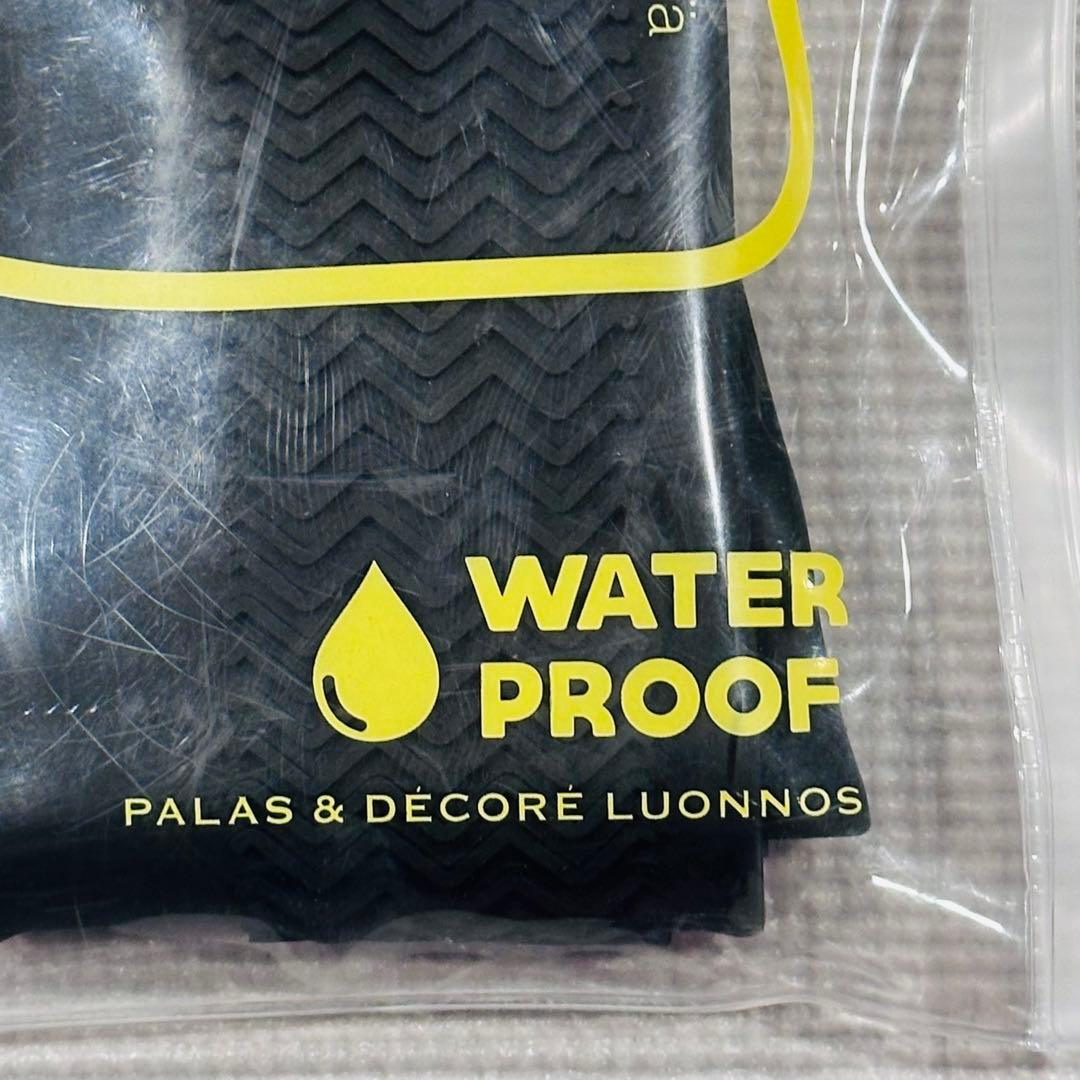 WATER
PROOF
PALAS & DÉCORÉ LUONNOS